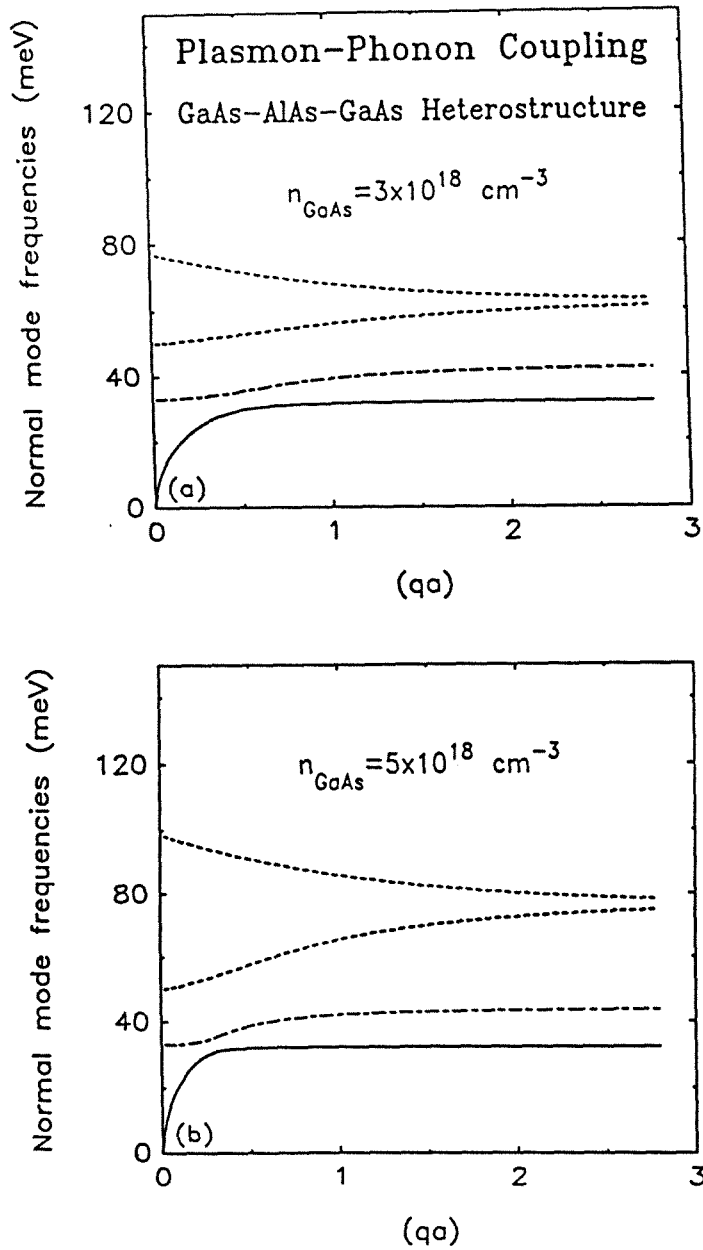 Plasmon-Phonon Coupling
GaAs-AlAs-GaAs Heterostructure
n_GaAs=3x10^18 cm^-3
Normal mode frequencies (meV)
120
80
40
0
(a)
0 1 2 3
(qa)
n_GaAs=5x10^18 cm^-3
Normal mode frequencies (meV)
120
80
40
0
(b)
0 1 2 3
(qa)